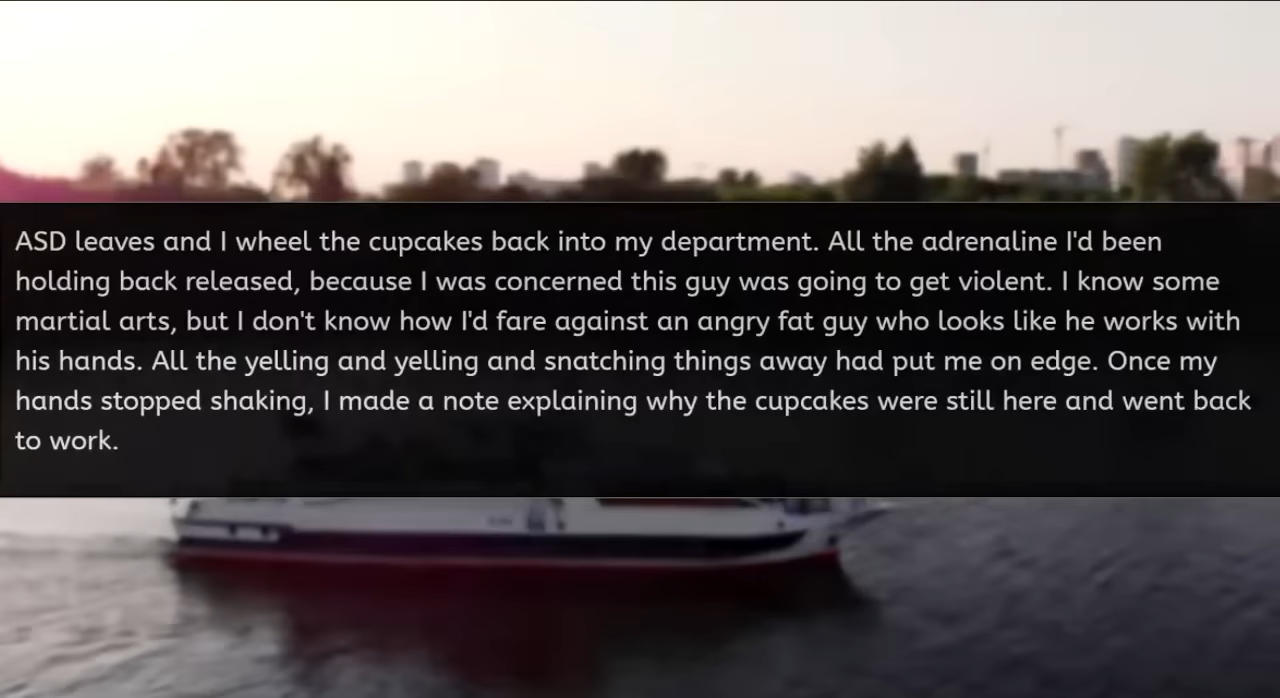 ASD leaves and I wheel the cupcakes back into my department. All the adrenaline I'd been
holding back released, because I was concerned this guy was going to get violent. I know some
martial arts, but I don't know how I'd fare against an angry fat guy who looks like he works with
his hands. All the yelling and yelling and snatching things away had put me on edge. Once my
hands stopped shaking, I made a note explaining why the cupcakes were still here and went back
to work.